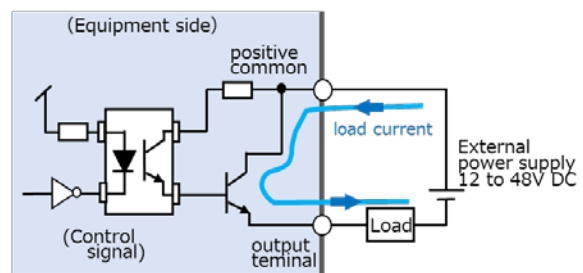 (Equipment side)
positive
common
load current
External
power supply
12 to 48V DC
(Control
signal)
output
teminal
Load